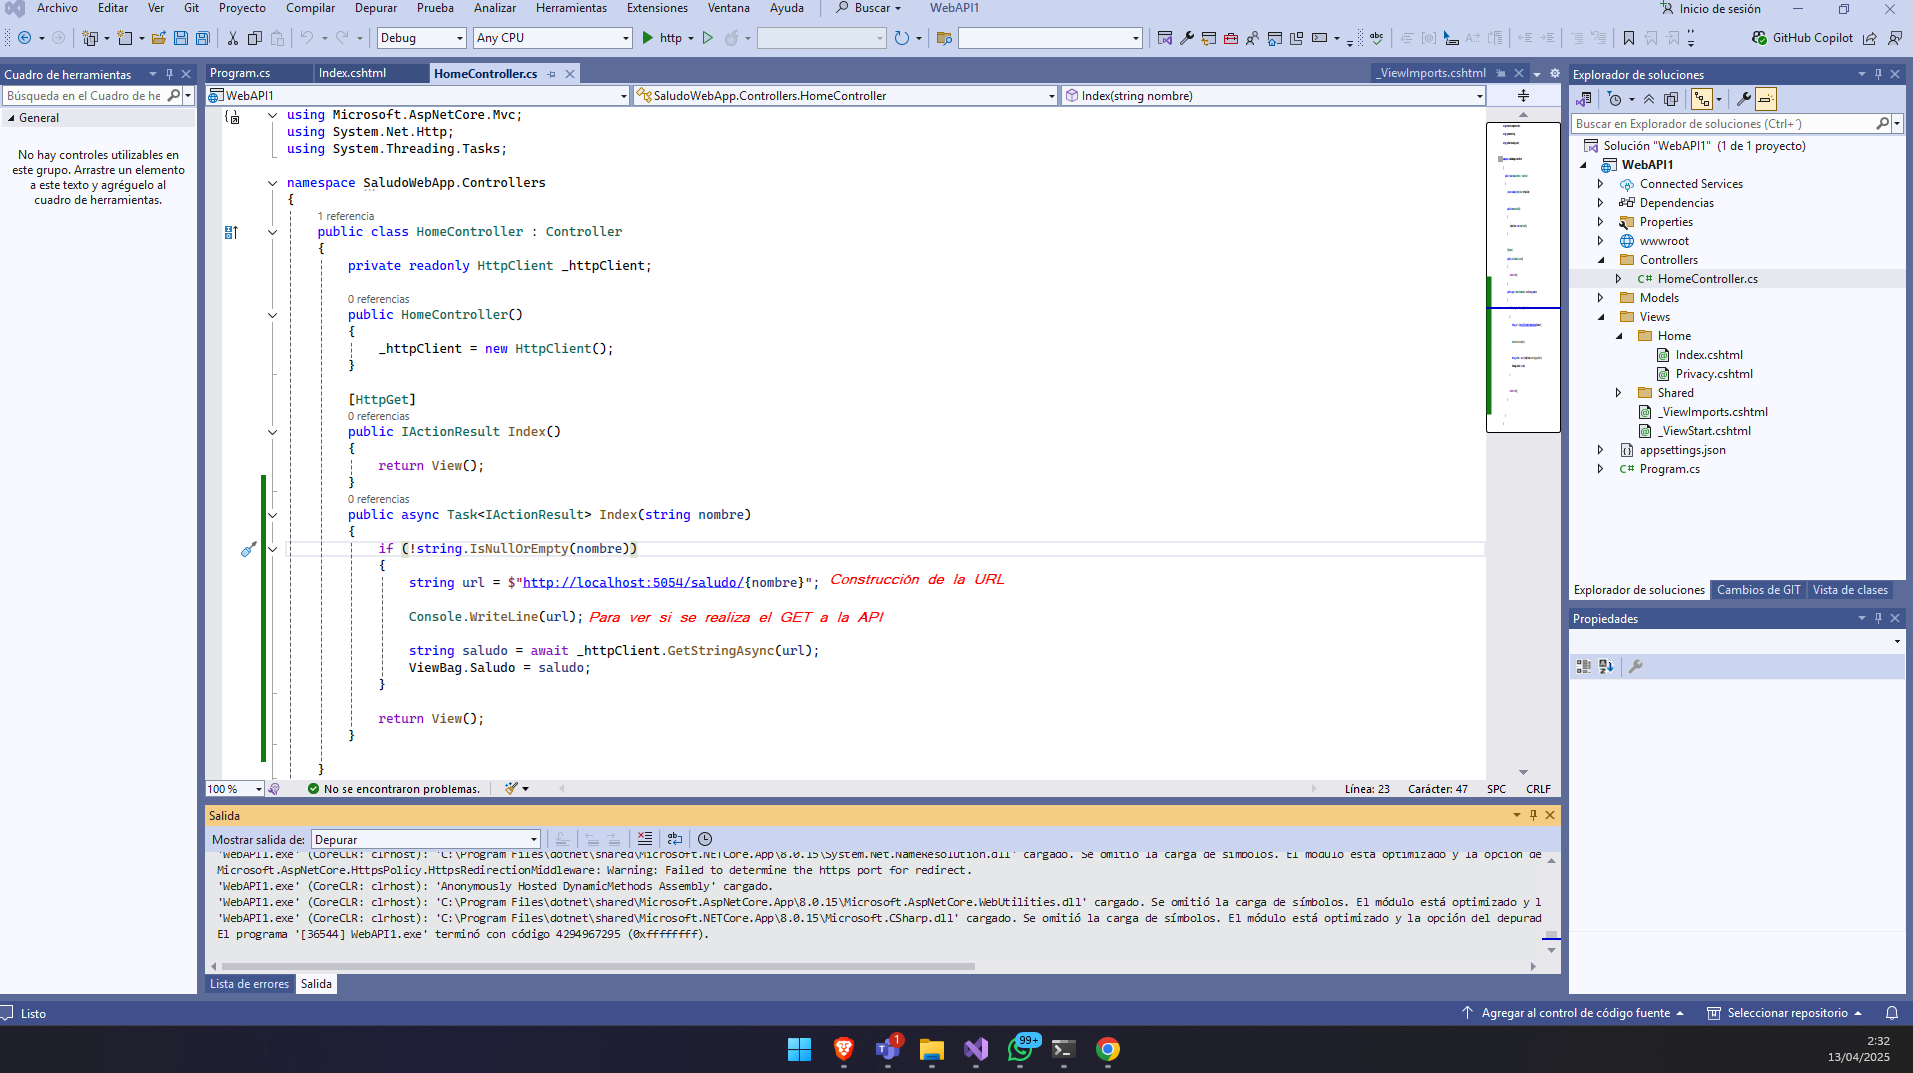 Archivo Editar Ver Git Proyecto Compilar Depurar Prueba Analizar Herramientas Extensiones Ventana Ayuda Buscar WebAPI1 Inicio de sesión
Debug Any CPU http GitHub Copilot
Cuadro de herramientas
Búsqueda en el Cuadro de he
General
No hay controles utilizables en
este grupo. Arrastre un elemento
a este texto y agréguelo al
cuadro de herramientas.
Program.cs Index.cshtml HomeController.cs _ViewImports.cshtml
WebAPI1 SaludoWebApp.Controllers.HomeController Index(string nombre)
using Microsoft.AspNetCore.Mvc;
using System.Net.Http;
using System.Threading.Tasks;
namespace SaludoWebApp.Controllers
{
1 referencia
public class HomeController : Controller
{
private readonly HttpClient _httpClient;
0 referencias
public HomeController()
{
_httpClient = new HttpClient();
}
[HttpGet]
0 referencias
public IActionResult Index()
{
return View();
}
0 referencias
public async Task<IActionResult> Index(string nombre)
{
if (!string.IsNullOrEmpty(nombre))
{
string url = $"http://localhost:5054/saludo/{nombre}"; Construcción de la URL
Console.WriteLine(url); Para ver si se realiza el GET a la API
string saludo = await _httpClient.GetStringAsync(url);
ViewBag.Saludo = saludo;
}
return View();
}
}
100 % No se encontraron problemas. Línea: 23 Carácter: 47 SPC CRLF
Salida
Mostrar salida de: Depurar
'WebAPI1.exe' (CoreCLR: clrhost): 'C:\Program Files\dotnet\shared\Microsoft.NETCore.App\8.0.15\System.Net.NameResolution.dll' cargado. Se omitió la carga de símbolos. El módulo está optimizado y la opción de
Microsoft.AspNetCore.HttpsPolicy.HttpsRedirectionMiddleware: Warning: Failed to determine the https port for redirect.
'WebAPI1.exe' (CoreCLR: clrhost): 'Anonymously Hosted DynamicMethods Assembly' cargado.
'WebAPI1.exe' (CoreCLR: clrhost): 'C:\Program Files\dotnet\shared\Microsoft.AspNetCore.App\8.0.15\Microsoft.AspNetCore.WebUtilities.dll' cargado. Se omitió la carga de símbolos. El módulo está optimizado y l
'WebAPI1.exe' (CoreCLR: clrhost): 'C:\Program Files\dotnet\shared\Microsoft.NETCore.App\8.0.15\Microsoft.CSharp.dll' cargado. Se omitió la carga de símbolos. El módulo está optimizado y la opción del depurad
El programa '[36544] WebAPI1.exe' terminó con código 4294967295 (0xffffffff).
Lista de errores Salida
Explorador de soluciones
Buscar en Explorador de soluciones (Ctrl+´)
Solución "WebAPI1" (1 de 1 proyecto)
WebAPI1
Connected Services
Dependencias
Properties
wwwroot
Controllers
C# HomeController.cs
Models
Views
Home
Index.cshtml
Privacy.cshtml
Shared
_ViewImports.cshtml
_ViewStart.cshtml
appsettings.json
C# Program.cs
Explorador de soluciones Cambios de GIT Vista de clases
Propiedades
Listo Agregar al control de código fuente Seleccionar repositorio
1
99+
2:32
13/04/2025